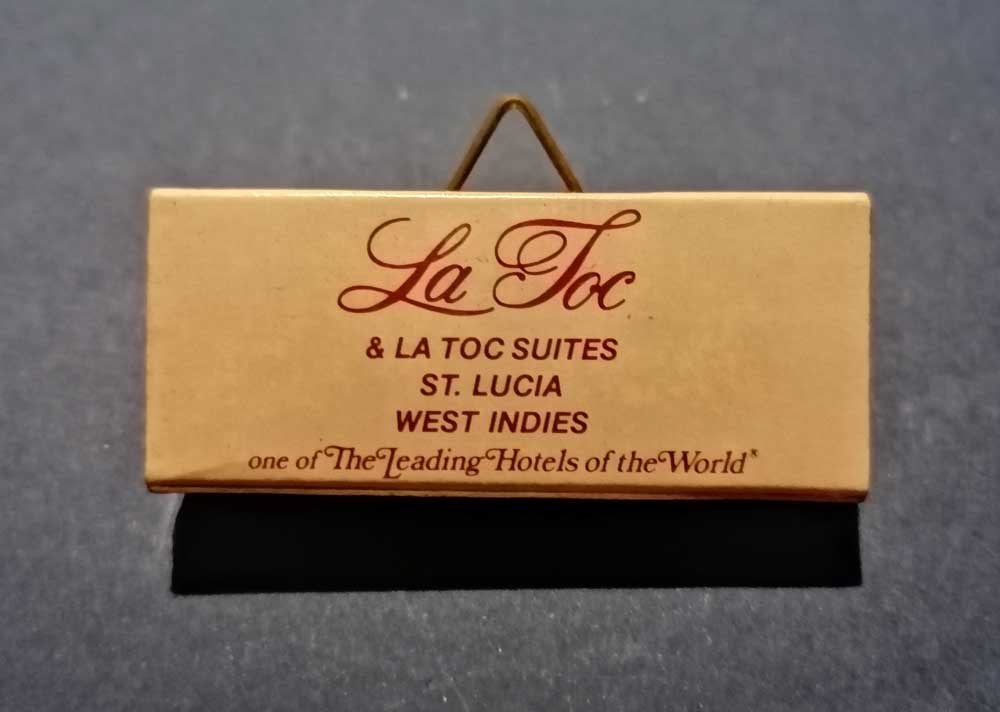 La Toc
& LA TOC SUITES
ST. LUCIA
WEST INDIES
one of The Leading Hotels of the World®